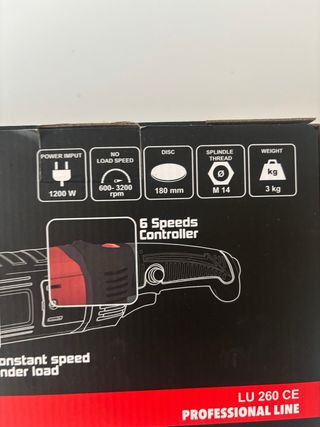 POWER IMPUT
1200 W
NO
LOAD SPEED
600- 3200
rpm
DISC
180 mm
SPLINDLE
THREAD
M 14
WEIGHT
kg
3 kg
6 Speeds
Controller
onstant speed
nder load
LU 260 CE
PROFESSIONAL LINE